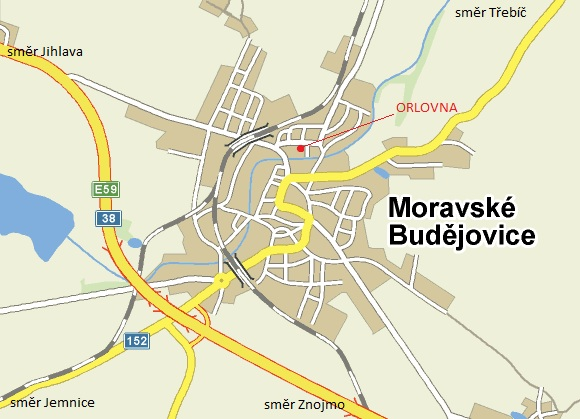 směr Třebíč
směr Jihlava
ORLOVNA
E59
38
Moravské
Budějovice
152
směr Jemnice
směr Znojmo